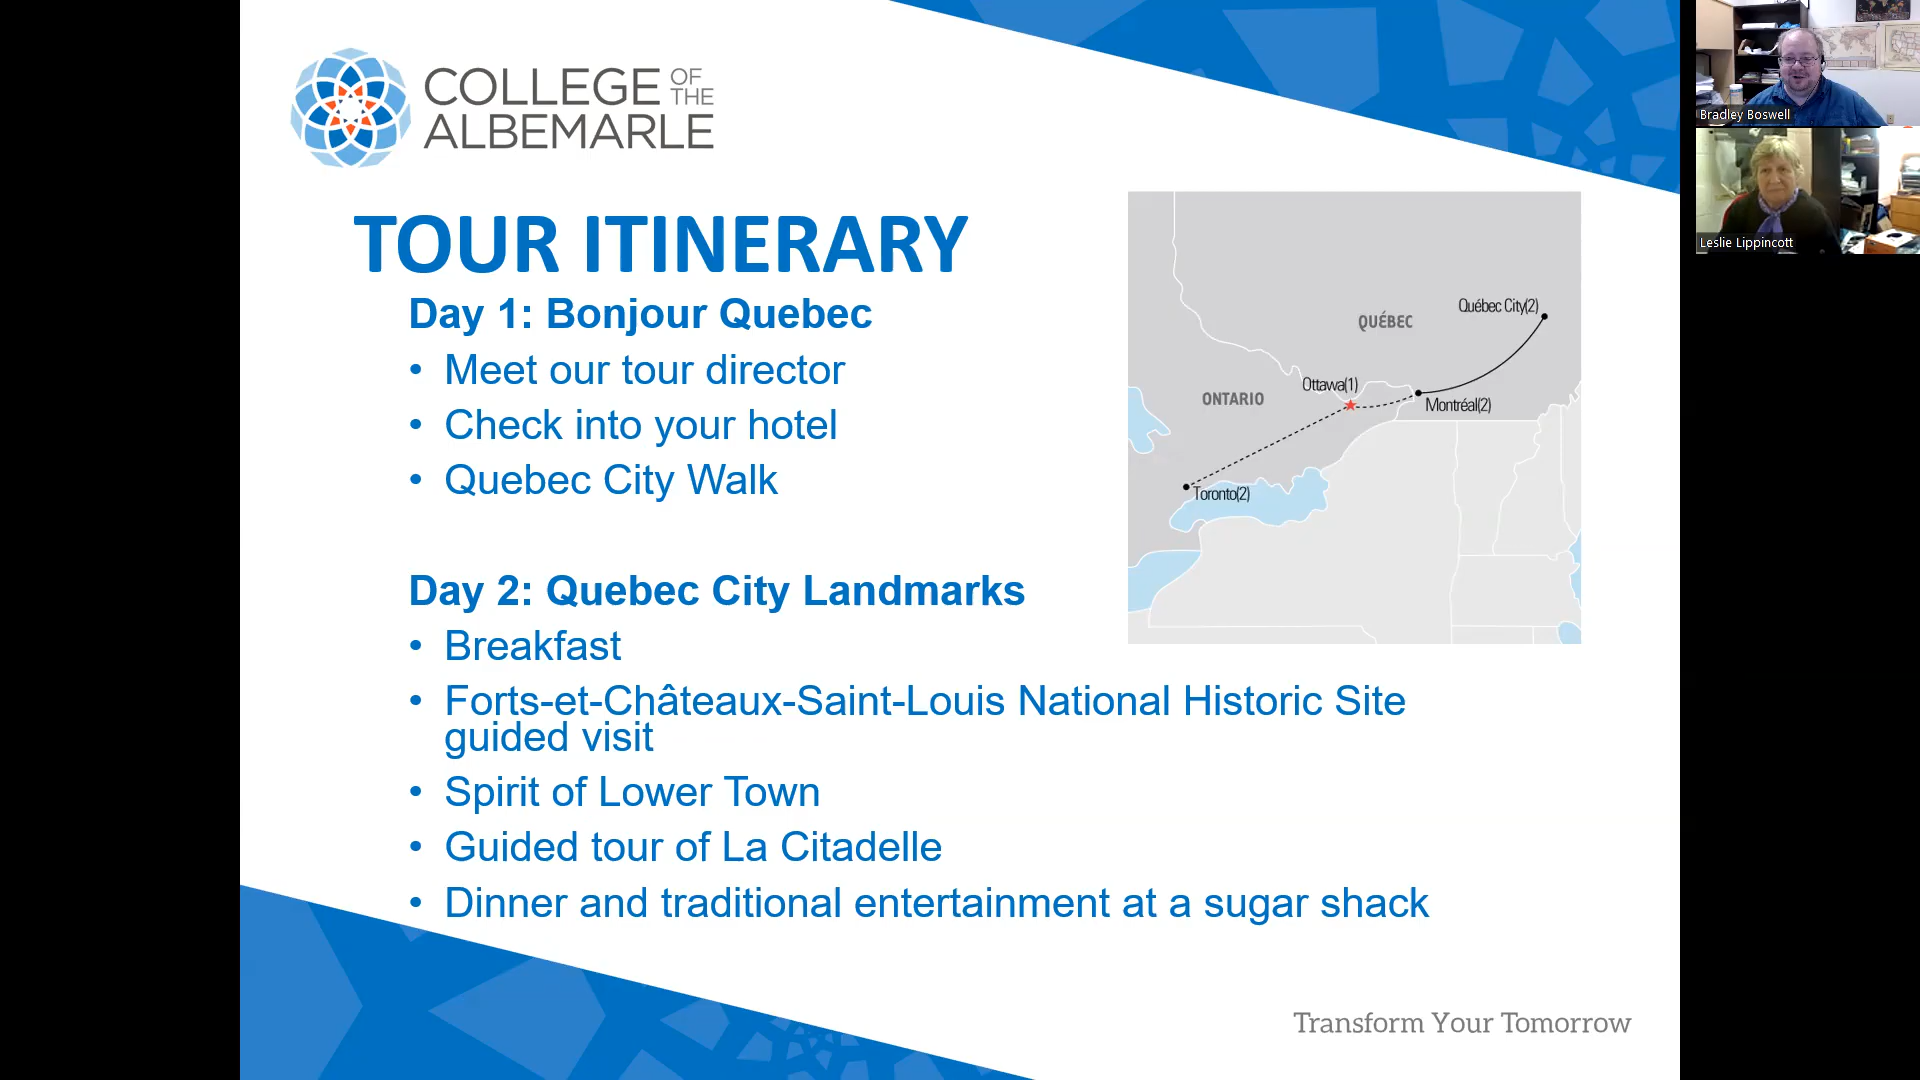 COLLEGE OF THE
ALBEMARLE
TOUR ITINERARY
Day 1: Bonjour Quebec
• Meet our tour director
• Check into your hotel
• Quebec City Walk
Day 2: Quebec City Landmarks
• Breakfast
• Forts-et-Châteaux-Saint-Louis National Historic Site
guided visit
• Spirit of Lower Town
• Guided tour of La Citadelle
• Dinner and traditional entertainment at a sugar shack
Québec City(2)
QUÉBEC
Ottawa(1)
ONTARIO
Montréal(2)
Toronto(2)
Transform Your Tomorrow
Bradley Boswell
Leslie Lippincott